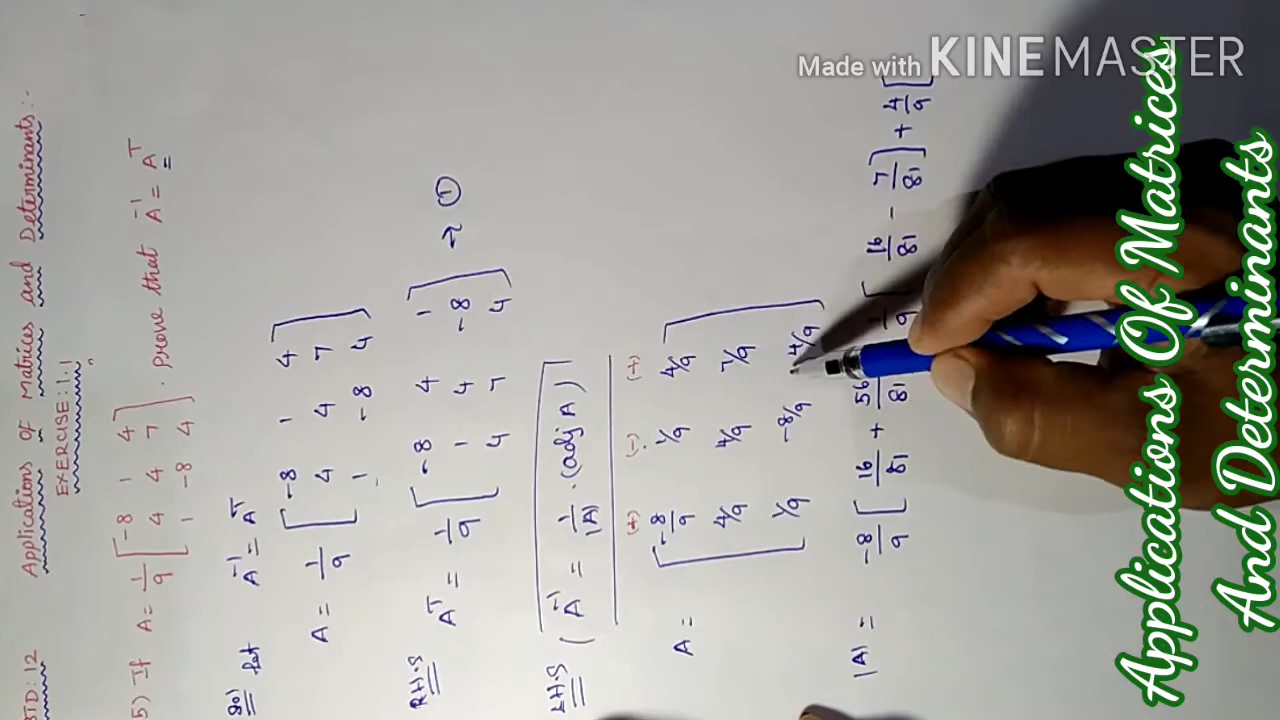 STD: 12 Applications of Matrices and Determinants:-
EXERCISE: 1.1
5) If A = 1/9 [ -8 1 4
4 4 7
1 -8 4 ] . Prove that A⁻¹ = Aᵀ
Sol let A⁻¹ = Aᵀ
A = 1/9 [ -8 1 4
4 4 7
1 -8 4 ]
RH.S Aᵀ = 1/9 [ -8 4 1
1 4 -8
4 7 4 ] → ①
LH.S ( A⁻¹ = 1/|A| . (adj A) )
(+) (-) (+)
A = [ -8/9 1/9 4/9
4/9 4/9 7/9
1/9 -8/9 4/9 ]
|A| = -8/9 [ 16/81 + 56/81 /9 [ 16/81 - 7/81 ] + 4/9 [
Made with KINEMASTER
Applications Of Matrices
And Determinants